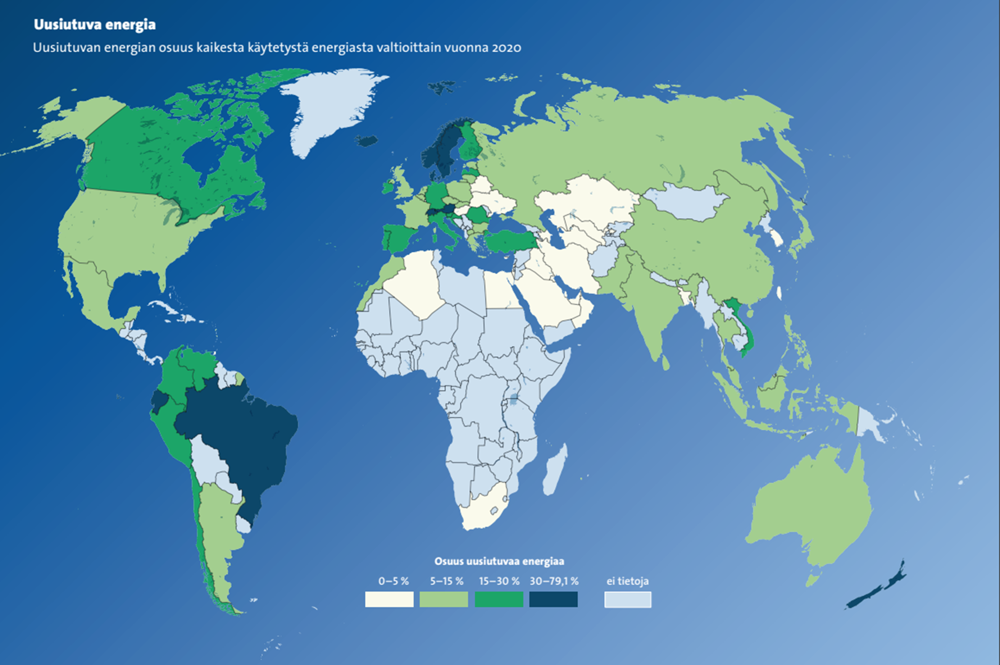 Uusiutuva energia
Uusiutuvan energian osuus kaikesta käytetystä energiasta valtioittain vuonna 2020
Osuus uusiutuvaa energiaa
0–5 % 5–15 % 15–30 % 30–79,1 % ei tietoja